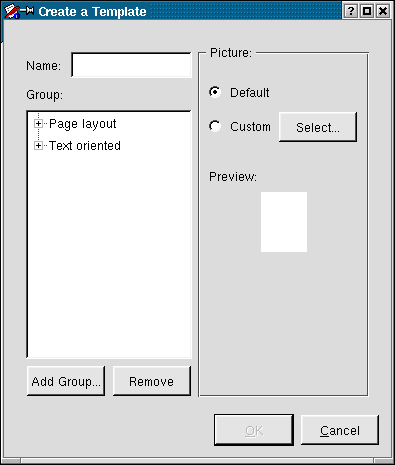 Create a Template
Name:
Group:
Page layout
Text oriented
Add Group...
Remove
Picture:
Default
Custom
Select...
Preview:
OK
Cancel